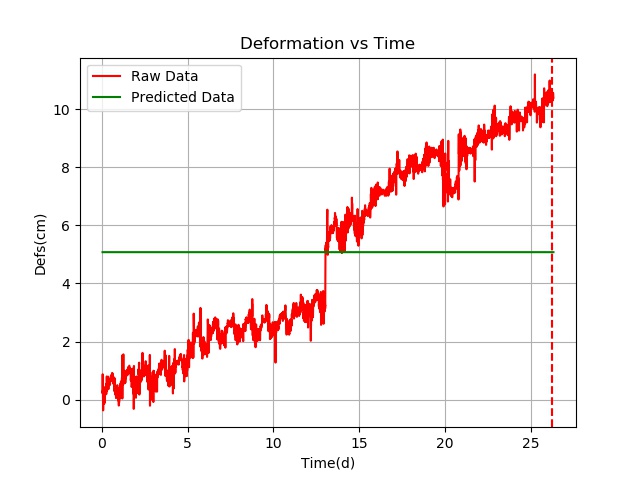 Deformation vs Time
Raw Data
Predicted Data
Defs(cm)
10
8
6
4
2
0
0 5 10 15 20 25
Time(d)